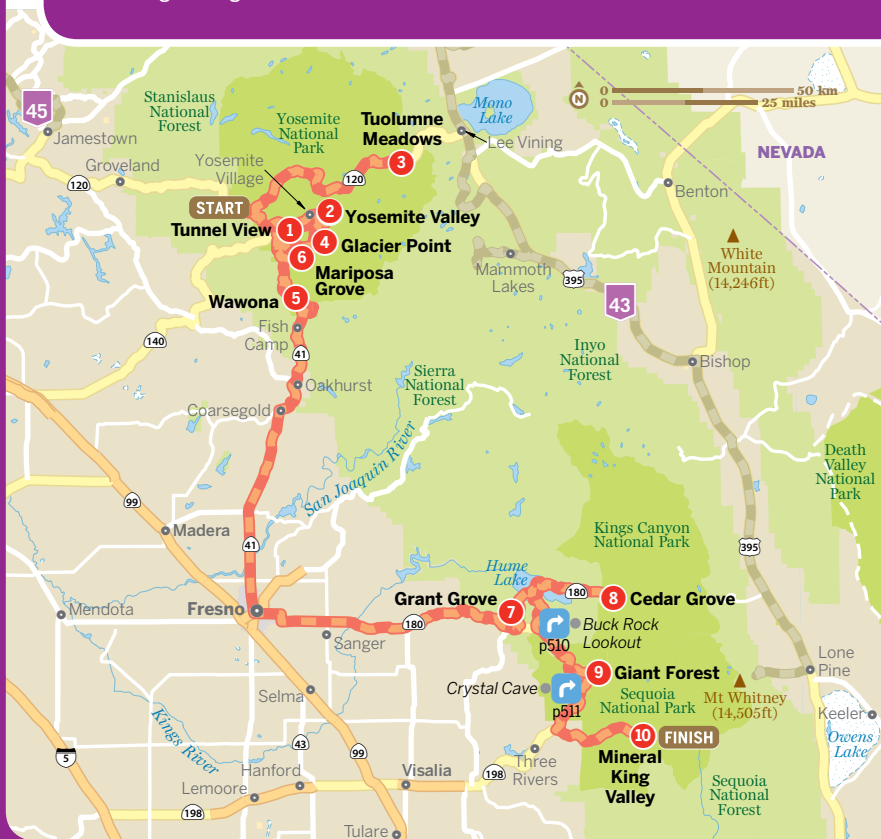 45
Jamestown
Stanislaus
National
Forest
Yosemite
National
Park
Tuolumne
Meadows
3
Mono
Lake
Lee Vining
N
0 50 km
0 25 miles
NEVADA
Groveland
120
Yosemite
Village
120
Benton
START
Tunnel View
1
2
Yosemite Valley
4
Glacier Point
6
Mariposa
Grove
Wawona
5
White
Mountain
(14,246ft)
Mammoth
Lakes
395
43
Fish
Camp
41
140
Inyo
National
Forest
Bishop
Oakhurst
Sierra
National
Forest
Coarsegold
San Joaquin River
Death
Valley
National
Park
99
Madera
41
Kings Canyon
National Park
395
Hume
Lake
Mendota
Fresno
Grant Grove
7
180
8
Cedar Grove
180
Buck Rock
Lookout
p510
Sanger
Lone
Pine
9
Giant Forest
Crystal Cave
p511
Sequoia
National Park
Mt Whitney
(14,505ft)
Selma
Keeler
Owens
Lake
Kings River
10
FINISH
Mineral
King
Valley
5
43
99
Three
Rivers
198
Hanford
Visalia
Lemoore
198
Sequoia
National
Forest
Tulare